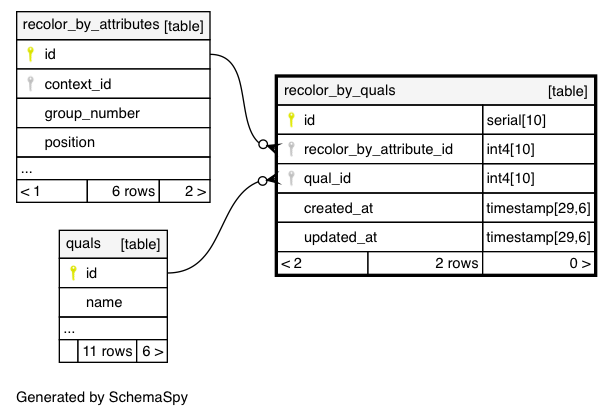 recolor_by_attributes [table]
id
context_id
group_number
position
...
< 1 6 rows 2 >
recolor_by_quals [table]
id serial[10]
recolor_by_attribute_id int4[10]
qual_id int4[10]
created_at timestamp[29,6]
updated_at timestamp[29,6]
< 2 2 rows 0 >
quals [table]
id
name
...
11 rows 6 >
Generated by SchemaSpy